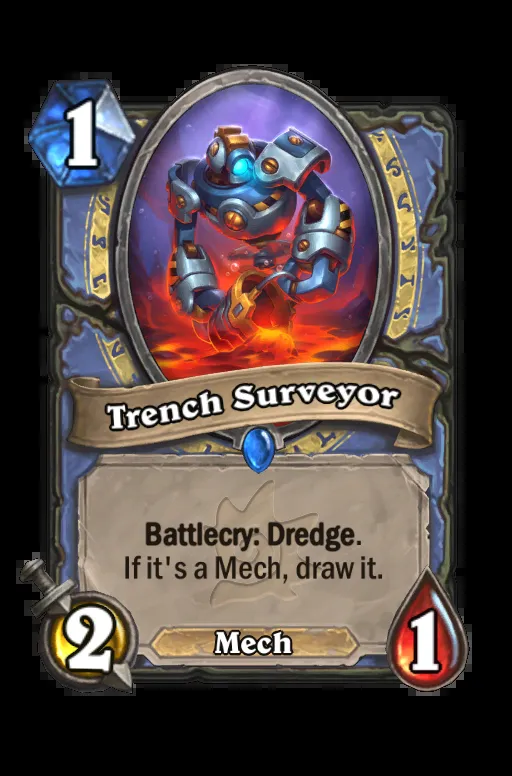 1
Trench Surveyor
Battlecry: Dredge.
If it's a Mech, draw it.
2
Mech
1